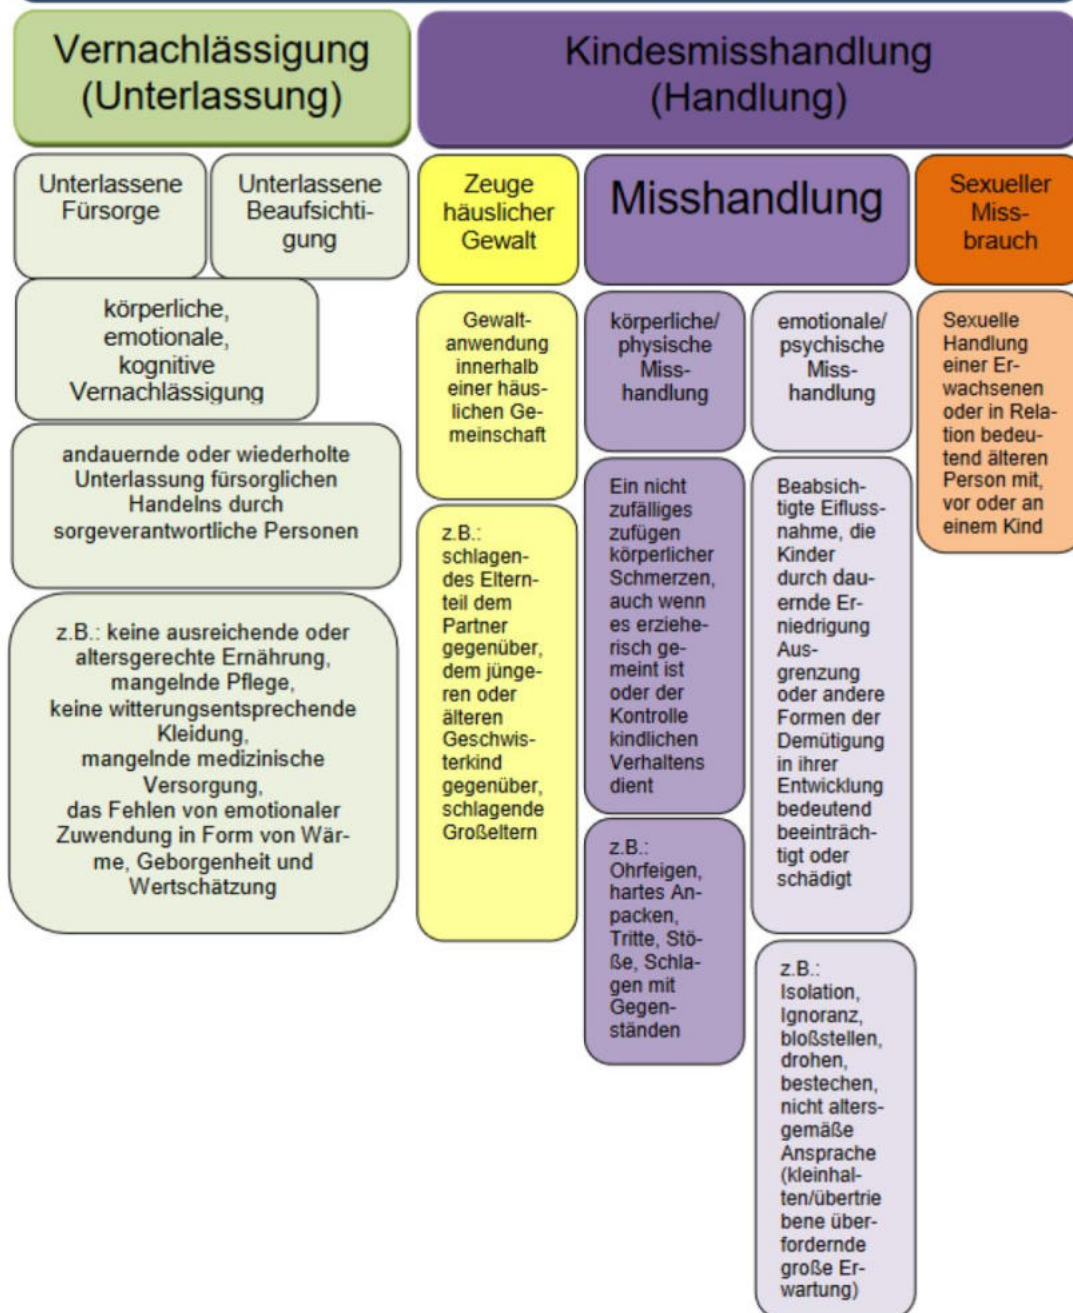 Vernachlässigung
(Unterlassung)
Kindesmisshandlung
(Handlung)
Unterlassene
Fürsorge
Unterlassene
Beaufsichti-
gung
körperliche,
emotionale,
kognitive
Vernachlässigung
andauernde oder wiederholte
Unterlassung fürsorglichen
Handelns durch
sorgeverantwortliche Personen
z.B.: keine ausreichende oder
altersgerechte Ernährung,
mangelnde Pflege,
keine witterungsentsprechende
Kleidung,
mangelnde medizinische
Versorgung,
das Fehlen von emotionaler
Zuwendung in Form von Wär-
me, Geborgenheit und
Wertschätzung
Zeuge
häuslicher
Gewalt
Gewalt-
anwendung
innerhalb
einer häus-
lichen Ge-
meinschaft
z.B.:
schlagen-
des Eltern-
teil dem
Partner
gegenüber,
dem jünge-
ren oder
älteren
Geschwis-
terkind
gegenüber,
schlagende
Großeltern
Misshandlung
körperliche/
physische
Miss-
handlung
Ein nicht
zufälliges
zufügen
körperlicher
Schmerzen,
auch wenn
es erziehe-
risch ge-
meint ist
oder der
Kontrolle
kindlichen
Verhaltens
dient
z.B.:
Ohrfeigen,
hartes An-
packen,
Tritte, Stö-
ße, Schla-
gen mit
Gegen-
ständen
emotionale/
psychische
Miss-
handlung
Beabsich-
tigte Eifluss-
nahme, die
Kinder
durch dau-
ernde Er-
niedrigung
Aus-
grenzung
oder andere
Formen der
Demütigung
in ihrer
Entwicklung
bedeutend
beeinträch-
tigt oder
schädigt
z.B.:
Isolation,
Ignoranz,
bloßstellen,
drohen,
bestechen,
nicht alters-
gemäße
Ansprache
(kleinhal-
ten/übertrie
bene über-
fordernde
große Er-
wartung)
Sexueller
Miss-
brauch
Sexuelle
Handlung
einer Er-
wachsenen
oder in Rela-
tion bedeu-
tend älteren
Person mit,
vor oder an
einem Kind